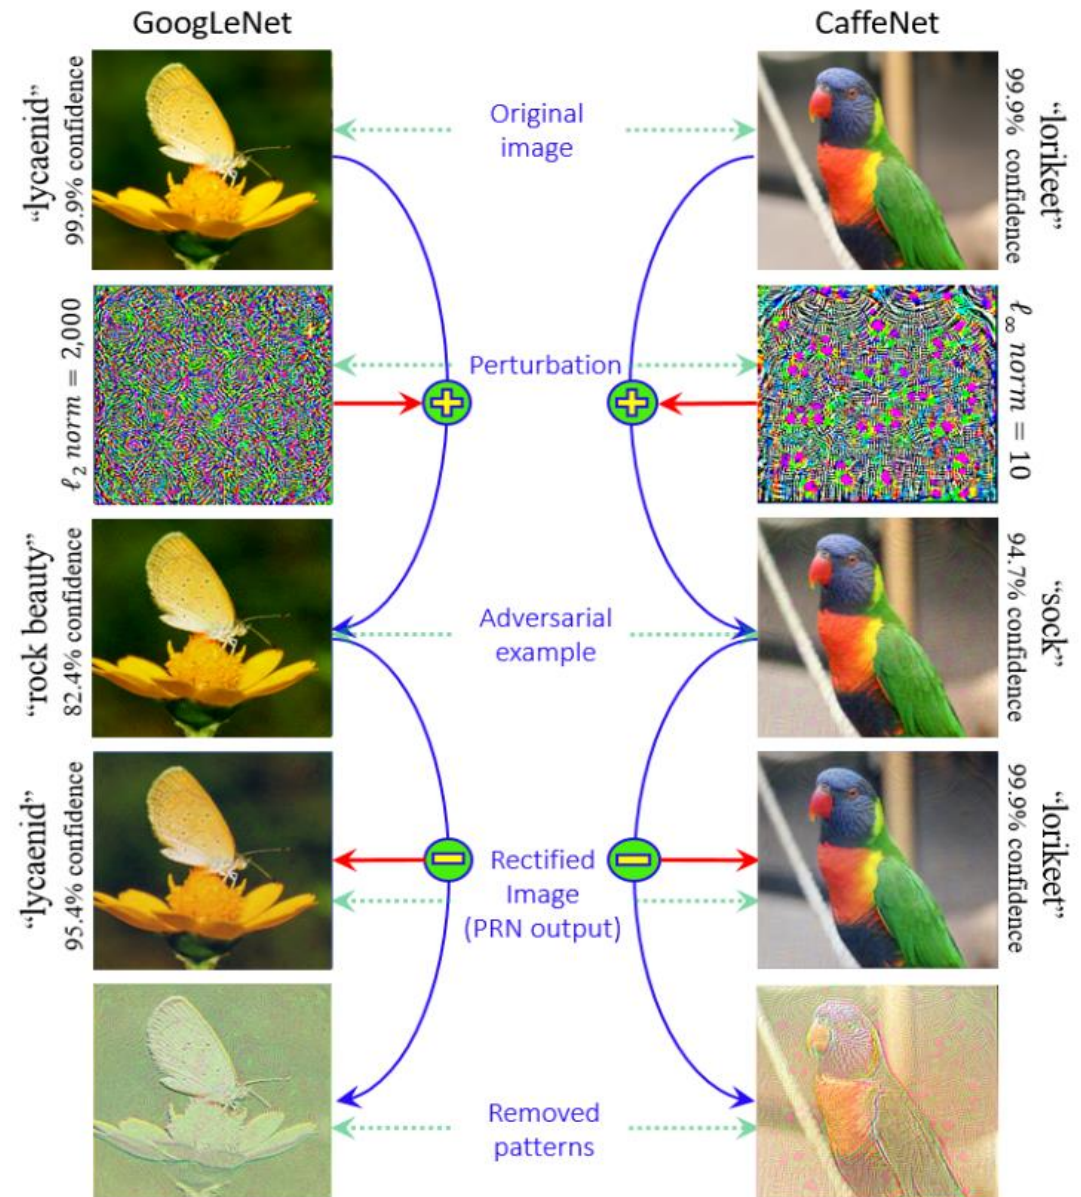 GoogLeNet
CaffeNet
“lycaenid”
99.9% confidence
Original
image
“lorikeet”
99.9% confidence
ℓ₂ norm = 2,000
Perturbation
ℓ∞ norm = 10
“rock beauty”
82.4% confidence
Adversarial
example
“sock”
94.7% confidence
“lycaenid”
95.4% confidence
Rectified
Image
(PRN output)
“lorikeet”
99.9% confidence
Removed
patterns